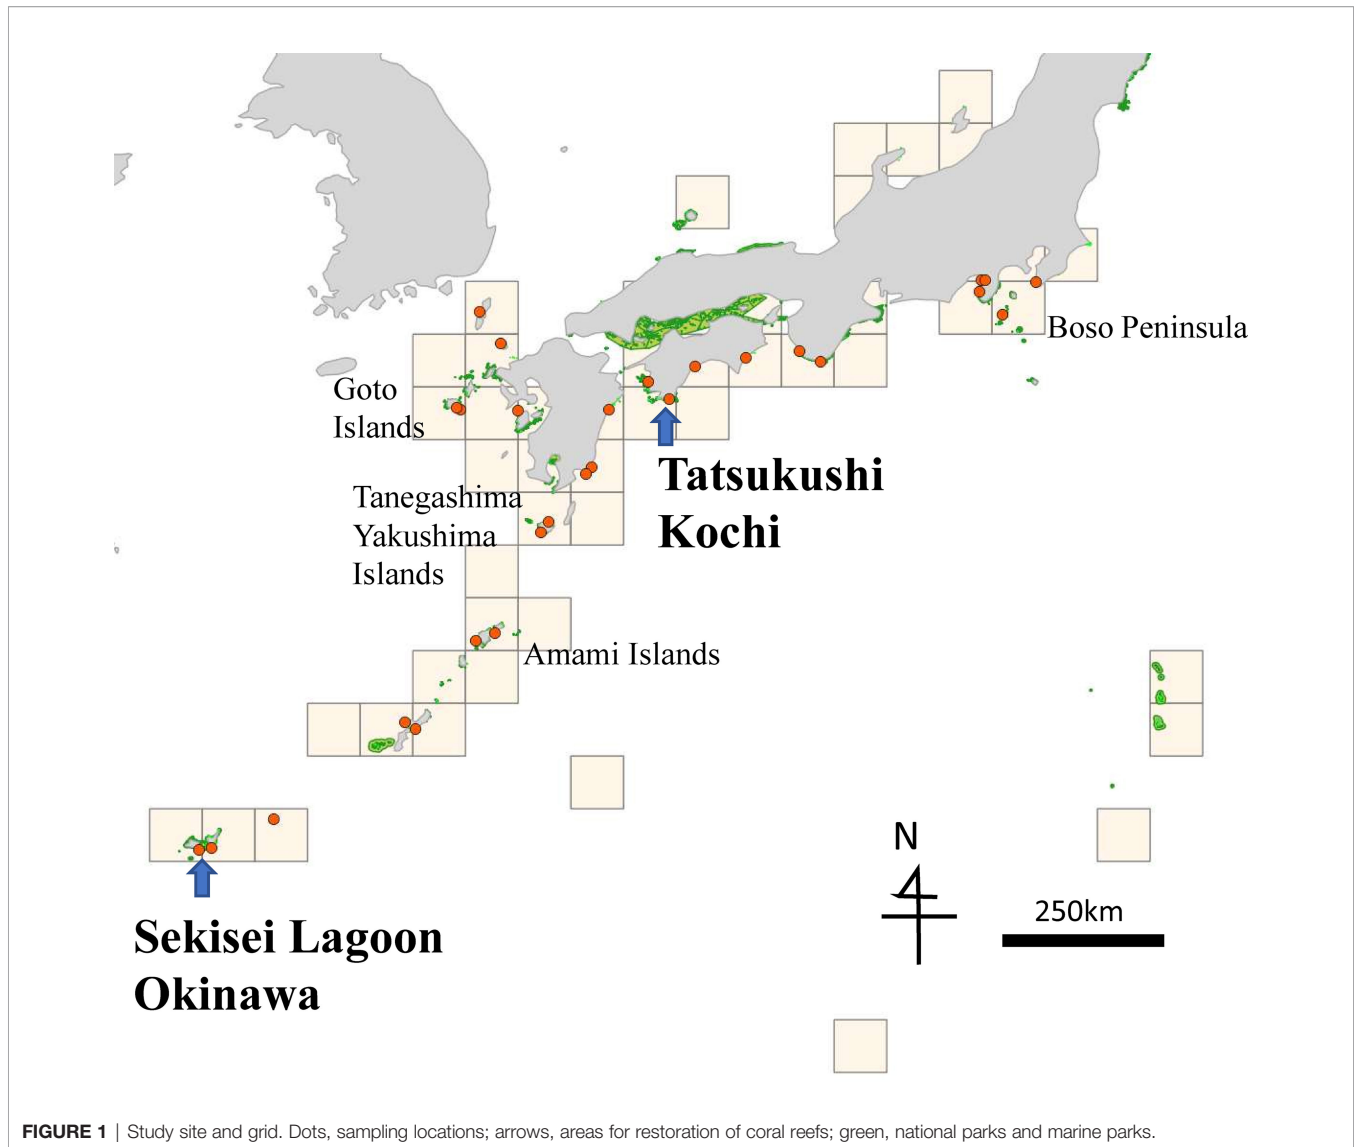 Boso Peninsula
Goto
Islands
Tatsukushi
Kochi
Tanegashima
Yakushima
Islands
Amami Islands
N
250km
Sekisei Lagoon
Okinawa
FIGURE 1 | Study site and grid. Dots, sampling locations; arrows, areas for restoration of coral reefs; green, national parks and marine parks.